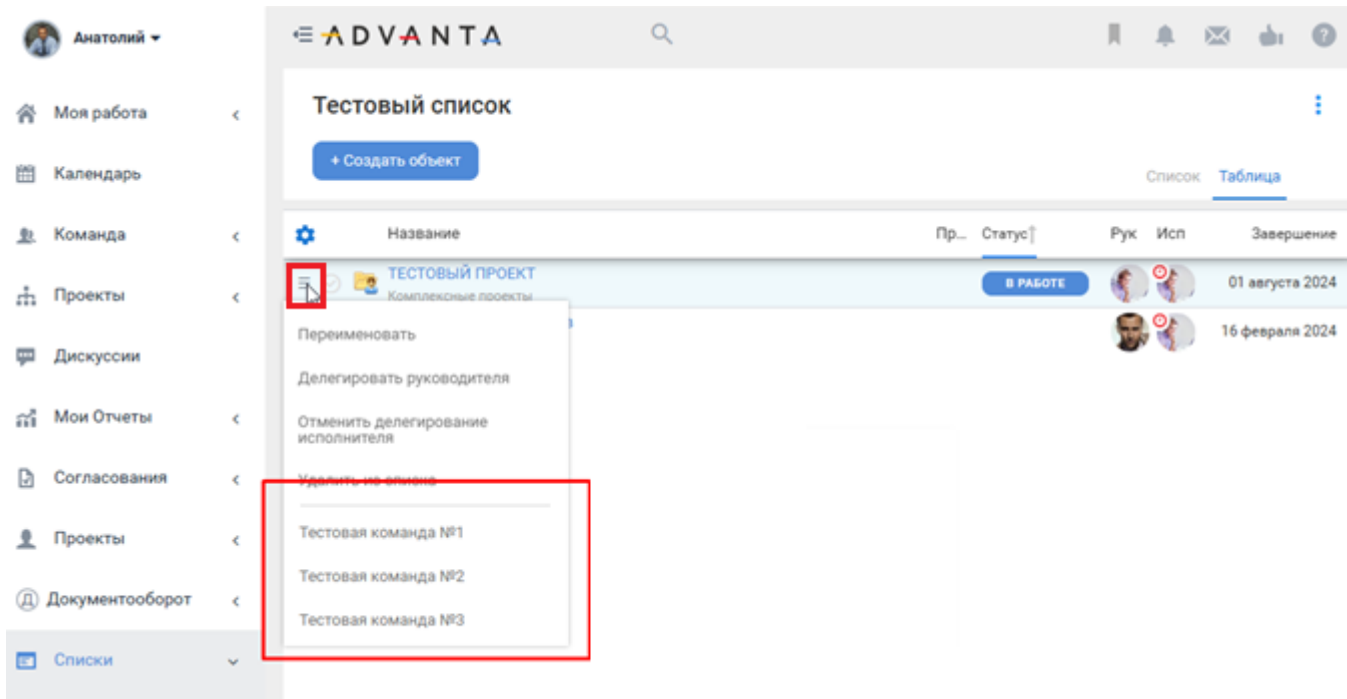 Анатолий
ADVANTA
Моя работа
Календарь
Команда
Проекты
Дискуссии
Мои Отчеты
Согласования
Проекты
Документооборот
Списки
Тестовый список
+ Создать объект
Список Таблица
Название Пр... Статус Рук Исп Завершение
ТЕСТОВЫЙ ПРОЕКТ В РАБОТЕ 01 августа 2024
Комплексные проекты
16 февраля 2024
Переименовать
Делегировать руководителя
Отменить делегирование
исполнителя
Удалить из списка
Тестовая команда №1
Тестовая команда №2
Тестовая команда №3